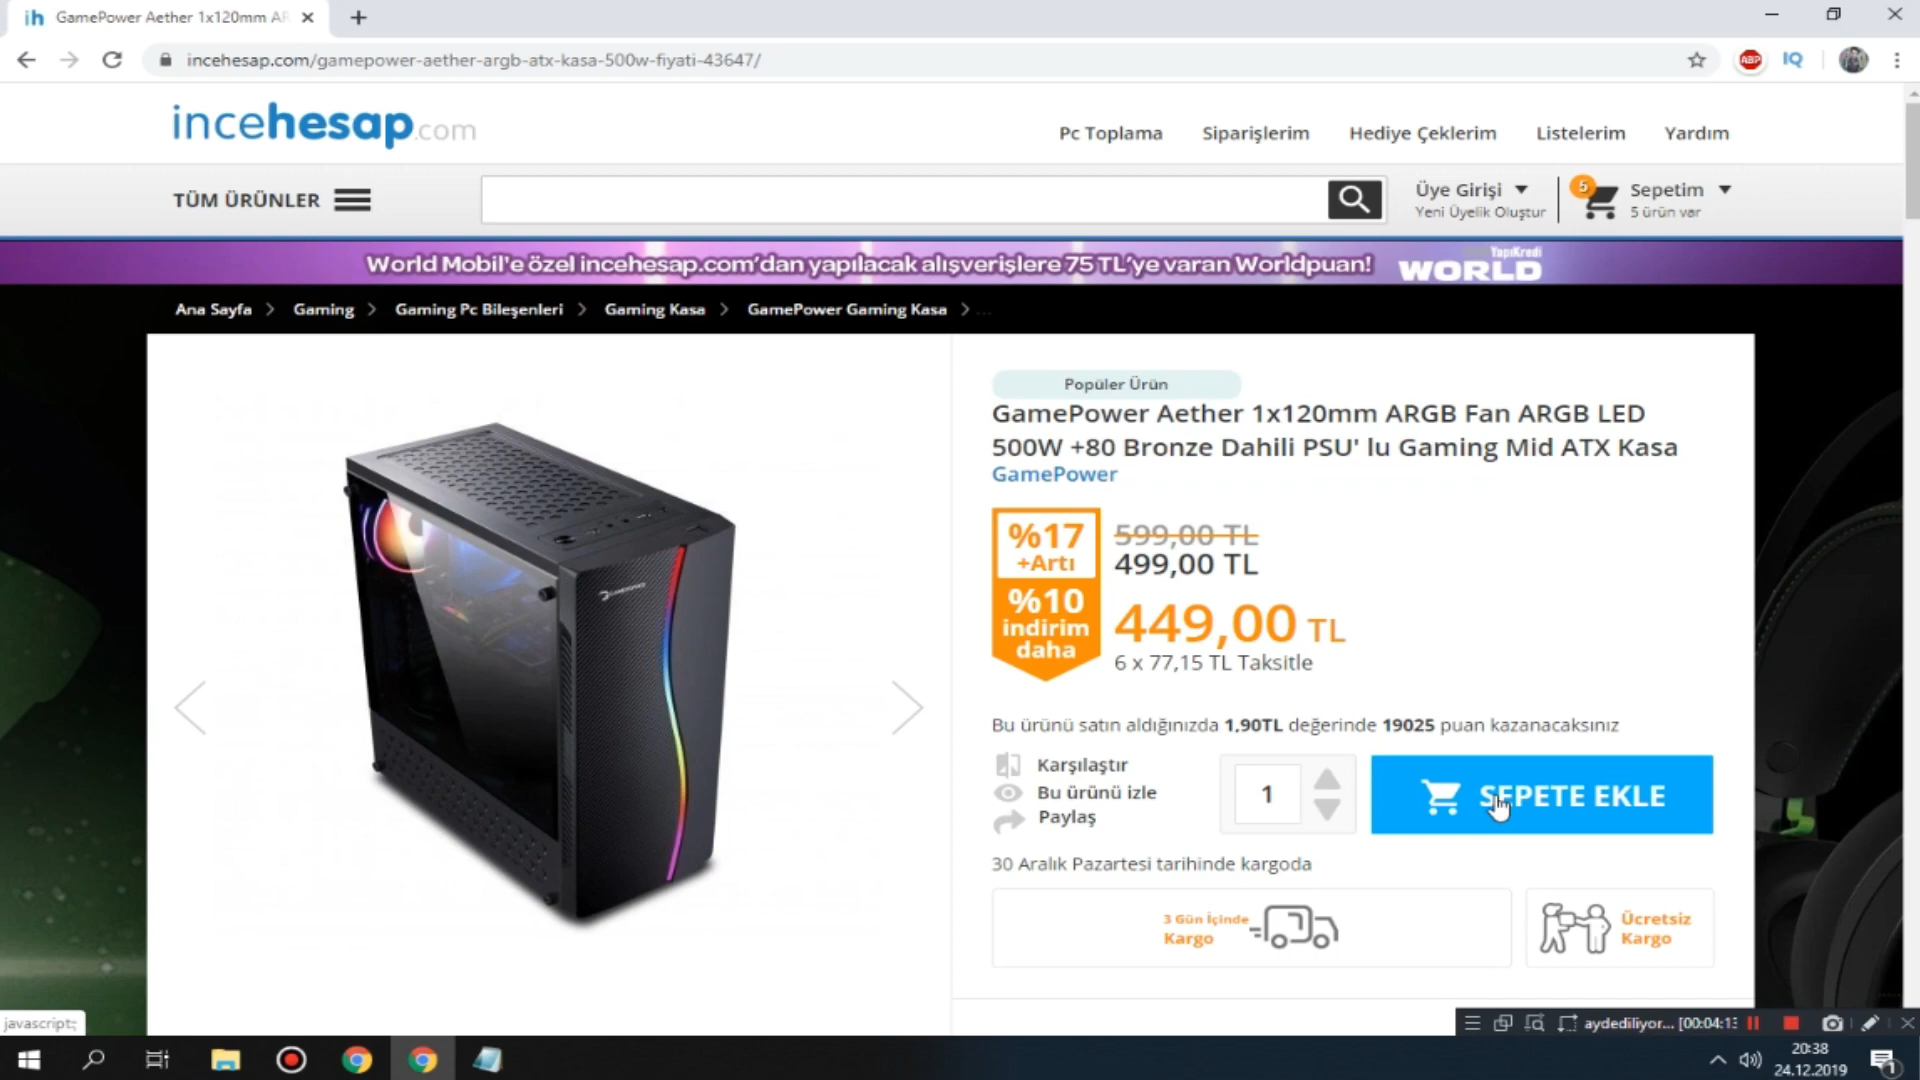 GamePower Aether 1x120mm AR
incehesap.com/gamepower-aether-argb-atx-kasa-500w-fiyati-43647/
ABP
IQ
incehesap.com
Pc Toplama
Siparişlerim
Hediye Çeklerim
Listelerim
Yardım
TÜM ÜRÜNLER
Üye Girişi
Yeni Üyelik Oluştur
5
Sepetim
5 ürün var
World Mobil'e özel incehesap.com'dan yapılacak alışverişlere 75 TL'ye varan Worldpuan!
YapıKredi
WORLD
Ana Sayfa > Gaming > Gaming Pc Bileşenleri > Gaming Kasa > GamePower Gaming Kasa > ...
Popüler Ürün
GamePower Aether 1x120mm ARGB Fan ARGB LED
500W +80 Bronze Dahili PSU' lu Gaming Mid ATX Kasa
GamePower
%17
+Artı
%10
indirim
daha
599,00 TL
499,00 TL
449,00 TL
6 x 77,15 TL Taksitle
GAMEPOWER
Bu ürünü satın aldığınızda 1,90TL değerinde 19025 puan kazanacaksınız
Karşılaştır
Bu ürünü izle
Paylaş
1
SEPETE EKLE
30 Aralık Pazartesi tarihinde kargoda
3 Gün İçinde
Kargo
Ücretsiz
Kargo
javascript:;
aydediliyor... [00:04:13
20:38
24.12.2019
1